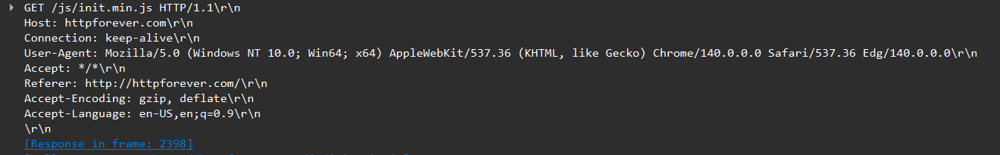 GET /js/init.min.js HTTP/1.1\r\n
Host: httpforever.com\r\n
Connection: keep-alive\r\n
User-Agent: Mozilla/5.0 (Windows NT 10.0; Win64; x64) AppleWebKit/537.36 (KHTML, like Gecko) Chrome/140.0.0.0 Safari/537.36 Edg/140.0.0.0\r\n
Accept: */*\r\n
Referer: http://httpforever.com/\r\n
Accept-Encoding: gzip, deflate\r\n
Accept-Language: en-US,en;q=0.9\r\n
\r\n
[Response in frame: 2398]